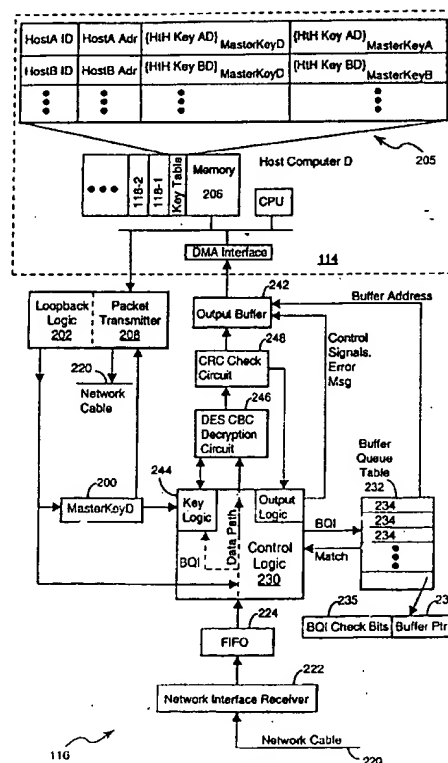 HostA ID HostA Adr {HtH Key AD}MasterKeyD {HtH Key AD}MasterKeyA
HostB ID HostB Adr {HtH Key BD}MasterKeyD {HtH Key BD}MasterKeyB
Host Computer D
205
118-2
118-1
Key Table
Memory
206
CPU
DMA Interface
114
Loopback
Logic
202
Packet
Transmitter
208
Output Buffer
242
Buffer Address
220
Network
Cable
CRC Check
Circuit
248
Control
Signals,
Error
Msg
DES CBC
Decryption
Circuit
246
Buffer
Queue
Table
232
200
MasterKeyD
244
Key
Logic
Data Path
Output
Logic
BQI
Match
234
234
234
BQI
Control
Logic
230
235
BQI Check Bits
Buffer Ptr
224
FIFO
222
Network Interface Receiver
Network Cable
220
116